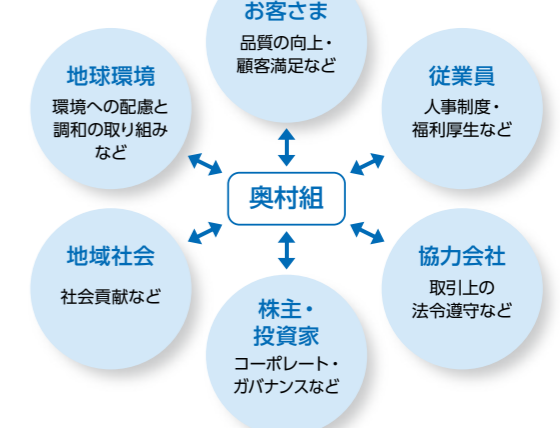 お客さま
品質の向上・
顧客満足など
地球環境
環境への配慮と
調和の取り組み
など
従業員
人事制度・
福利厚生など
奥村組
地域社会
社会貢献など
協力会社
取引上の
法令遵守など
株主・
投資家
コーポレート・
ガバナンスなど